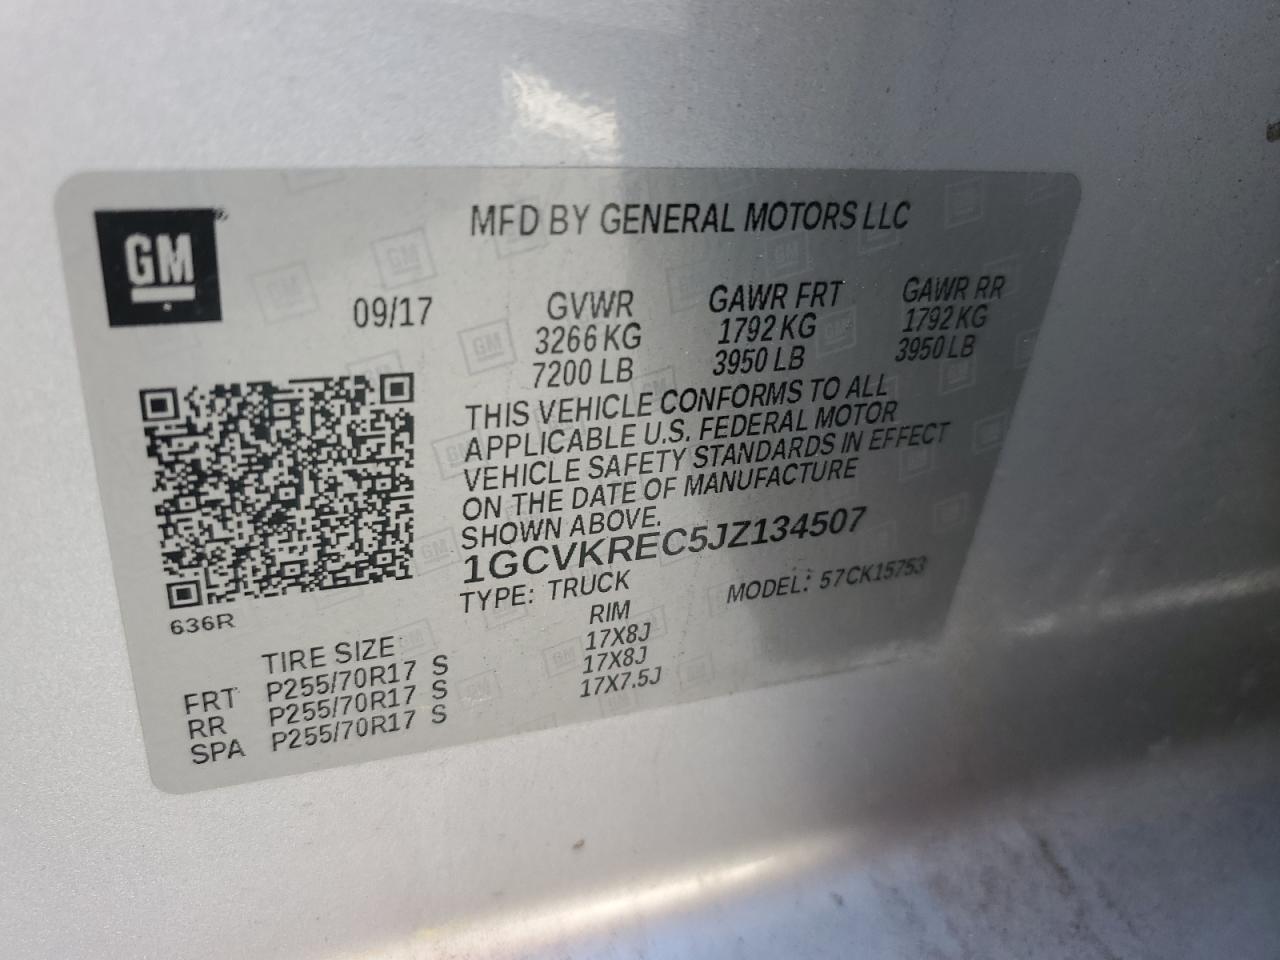 GM
MFD BY GENERAL MOTORS LLC
09/17 GVWR GAWR FRT GAWR RR
3266 KG 1792 KG 1792 KG
7200 LB 3950 LB 3950 LB
THIS VEHICLE CONFORMS TO ALL
APPLICABLE U.S. FEDERAL MOTOR
VEHICLE SAFETY STANDARDS IN EFFECT
ON THE DATE OF MANUFACTURE
SHOWN ABOVE.
1GCVKREC5JZ134507
TYPE: TRUCK MODEL: 57CK15753
636R
TIRE SIZE RIM
FRT P255/70R17 S 17X8J
RR P255/70R17 S 17X8J
SPA P255/70R17 S 17X7.5J